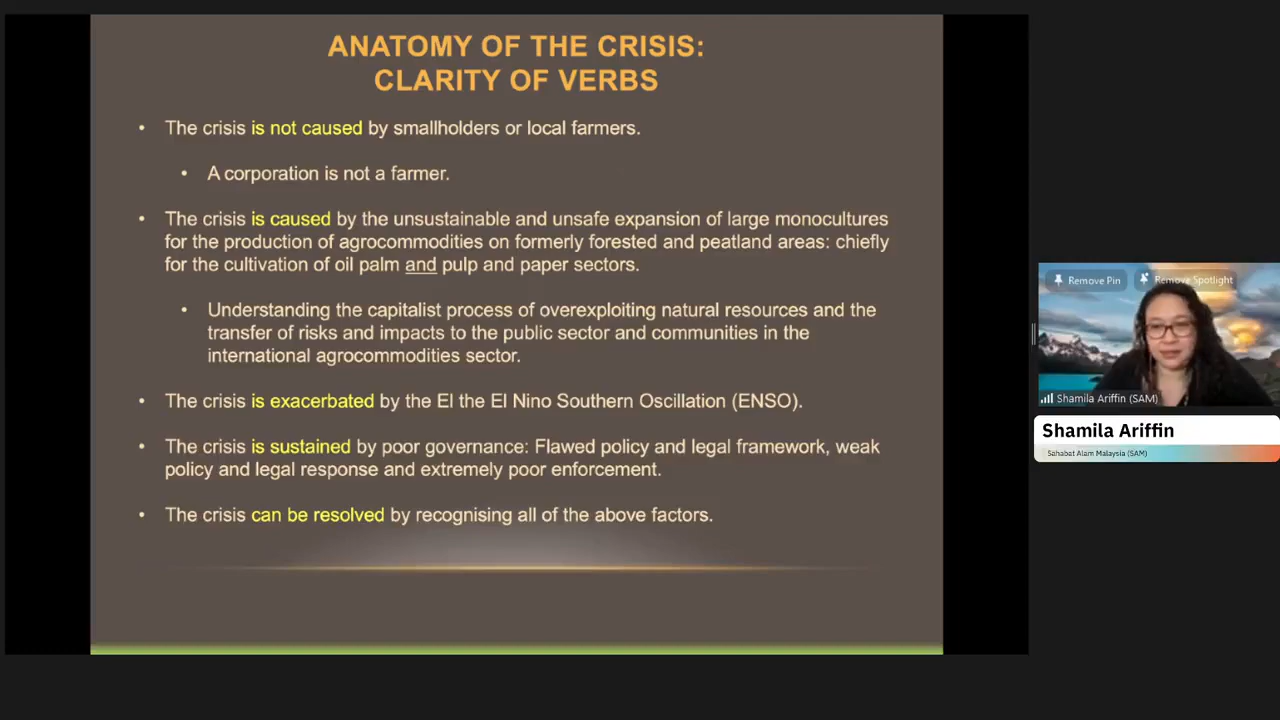 ANATOMY OF THE CRISIS:
CLARITY OF VERBS
• The crisis is not caused by smallholders or local farmers.
• A corporation is not a farmer.
• The crisis is caused by the unsustainable and unsafe expansion of large monocultures
for the production of agrocommodities on formerly forested and peatland areas: chiefly
for the cultivation of oil palm and pulp and paper sectors.
• Understanding the capitalist process of overexploiting natural resources and the
transfer of risks and impacts to the public sector and communities in the
international agrocommodities sector.
• The crisis is exacerbated by the El the El Nino Southern Oscillation (ENSO).
• The crisis is sustained by poor governance: Flawed policy and legal framework, weak
policy and legal response and extremely poor enforcement.
• The crisis can be resolved by recognising all of the above factors.
Remove Pin
Remove Spotlight
Shamila Ariffin (SAM)
Shamila Ariffin
Sahabat Alam Malaysia (SAM)